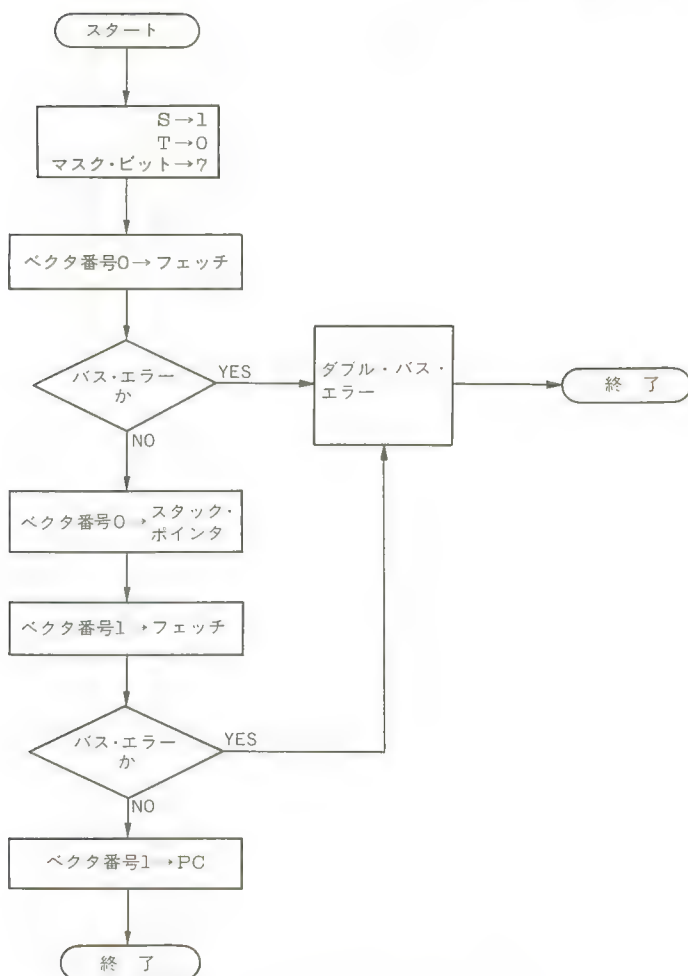 スタート
S→1
T→0
マスク・ビット→7
ベクタ番号0→フェッチ
バス・エラー
か
YES
ダブル・バス・
エラー
終 了
NO
ベクタ番号0→スタック・
ポインタ
ベクタ番号1→フェッチ
バス・エラー
か
YES
NO
ベクタ番号1→PC
終 了